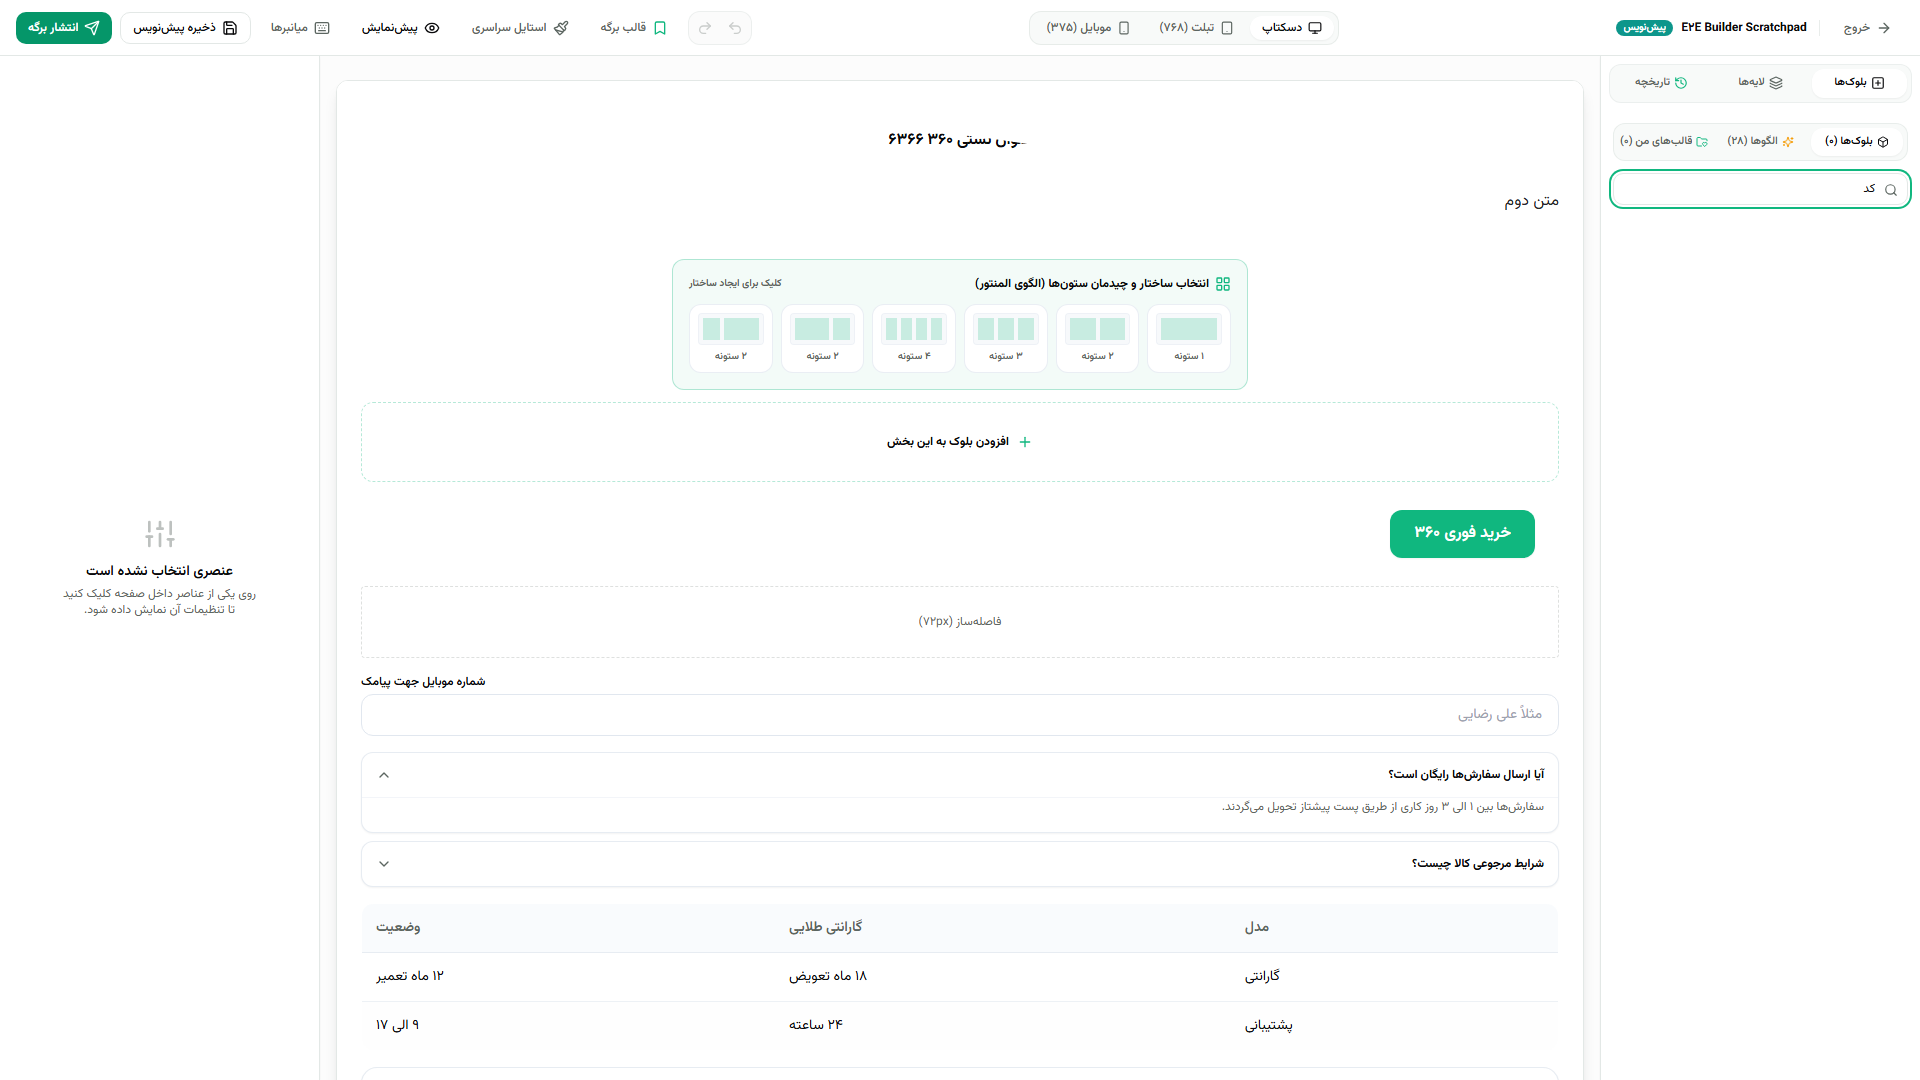 خروج
E2E Builder Scratchpad
پیش‌نویس
دسکتاپ
تبلت (۷۶۸)
موبایل (۳۷۵)
قالب برگه
استایل سراسری
پیش‌نمایش
میانبرها
ذخیره پیش‌نویس
انتشار برگه
بلوک‌ها
لایه‌ها
تاریخچه
بلوک‌ها (۰)
الگوها (۲۸)
قالب‌های من (۰)
کد
تستی ۳۶۰ ۶۳۶۶
متن دوم
انتخاب ساختار و چیدمان ستون‌ها (الگوی المنتور)
کلیک برای ایجاد ساختار
۱ ستونه
۲ ستونه
۳ ستونه
۴ ستونه
۲ ستونه
۲ ستونه
افزودن بلوک به این بخش
خرید فوری ۳۶۰
فاصله‌ساز (۷۲px)
شماره موبایل جهت پیامک
مثلاً علی رضایی
آیا ارسال سفارش‌ها رایگان است؟
سفارش‌ها بین ۱ الی ۳ روز کاری از طریق پست پیشتاز تحویل می‌گردند.
شرایط مرجوعی کالا چیست؟
مدل
گارانتی طلایی
وضعیت
گارانتی
۱۸ ماه تعویض
۱۲ ماه تعمیر
پشتیبانی
۲۴ ساعته
۹ الی ۱۷
عنصری انتخاب نشده است
روی یکی از عناصر داخل صفحه کلیک کنید
تا تنظیمات آن نمایش داده شود.